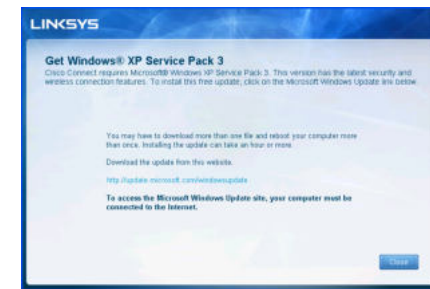 LINKSYS
Get Windows® XP Service Pack 3
Cisco Connect requires Microsoft® Windows XP Service Pack 3. This version has the latest security and
wireless connection features. To install this free update, click on the Microsoft Windows Update link below.
You may have to download more than one file and reboot your computer more
than once. Installing the update can take an hour or more.
Download the update from this website.
http://update.microsoft.com/windowsupdate
To access the Microsoft Windows Update site, your computer must be
connected to the Internet.
Close